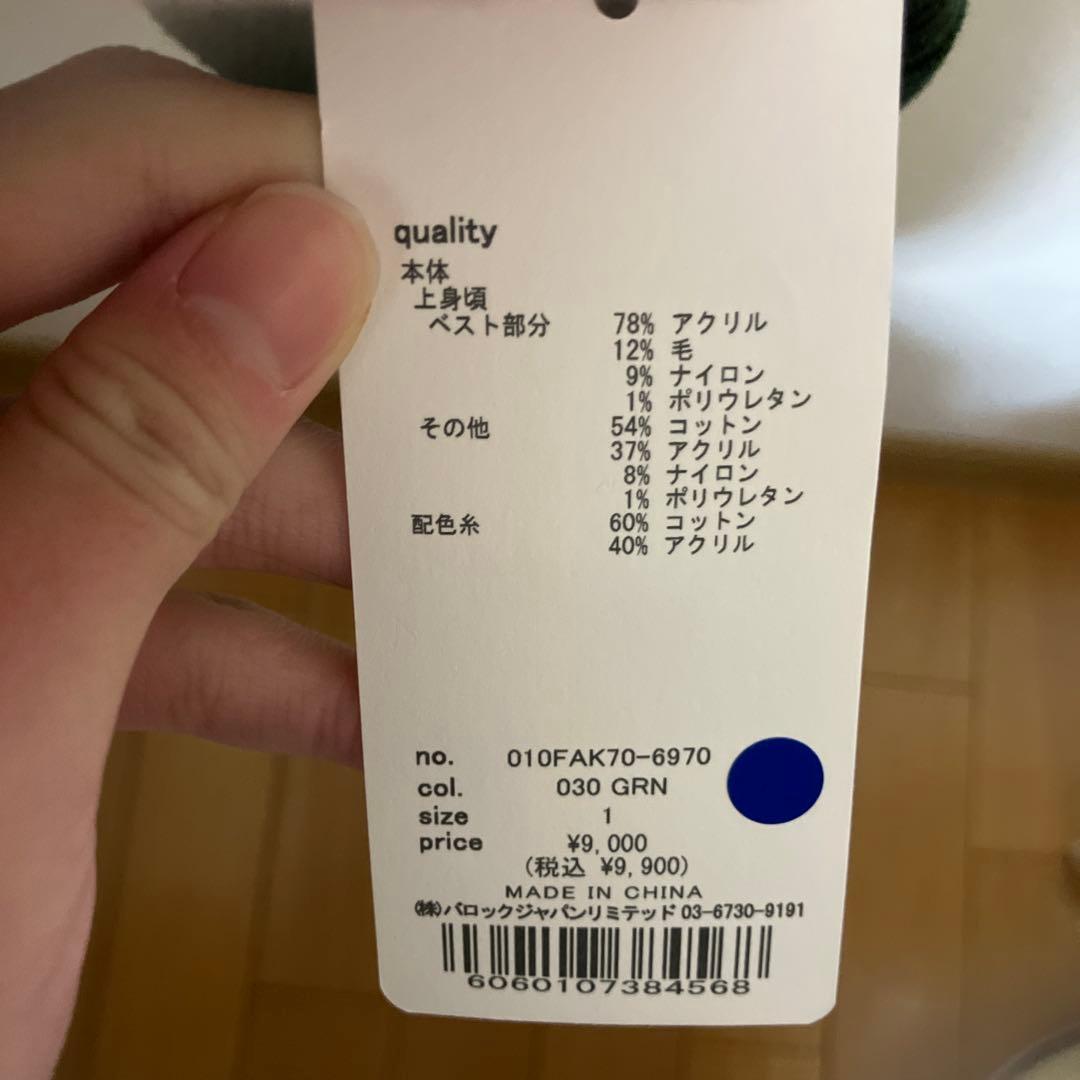 quality
本体
上身頃
ベスト部分 78% アクリル
12% 毛
9% ナイロン
1% ポリウレタン
その他 54% コットン
37% アクリル
8% ナイロン
1% ポリウレタン
配色糸 60% コットン
40% アクリル
no. 010FAK70-6970
col. 030 GRN
size 1
price ¥9,000
(税込 ¥9,900)
MADE IN CHINA
㈱バロックジャパンリミテッド 03-6730-9191
6060107384568